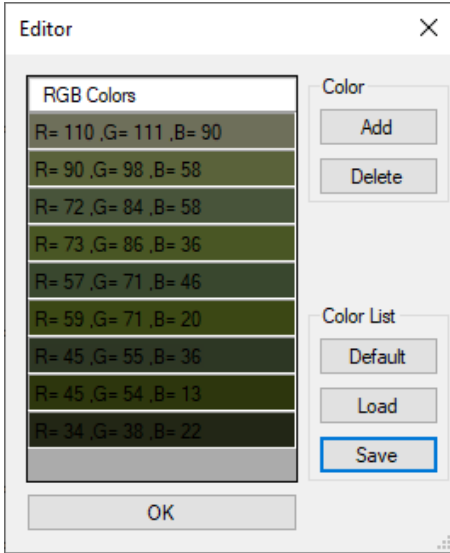 Editor
RGB Colors
R= 110 ,G= 111 ,B= 90
R= 90 ,G= 98 ,B= 58
R= 72 ,G= 84 ,B= 58
R= 73 ,G= 86 ,B= 36
R= 57 ,G= 71 ,B= 46
R= 59 ,G= 71 ,B= 20
R= 45 ,G= 55 ,B= 36
R= 45 ,G= 54 ,B= 13
R= 34 ,G= 38 ,B= 22
OK
Color
Add
Delete
Color List
Default
Load
Save